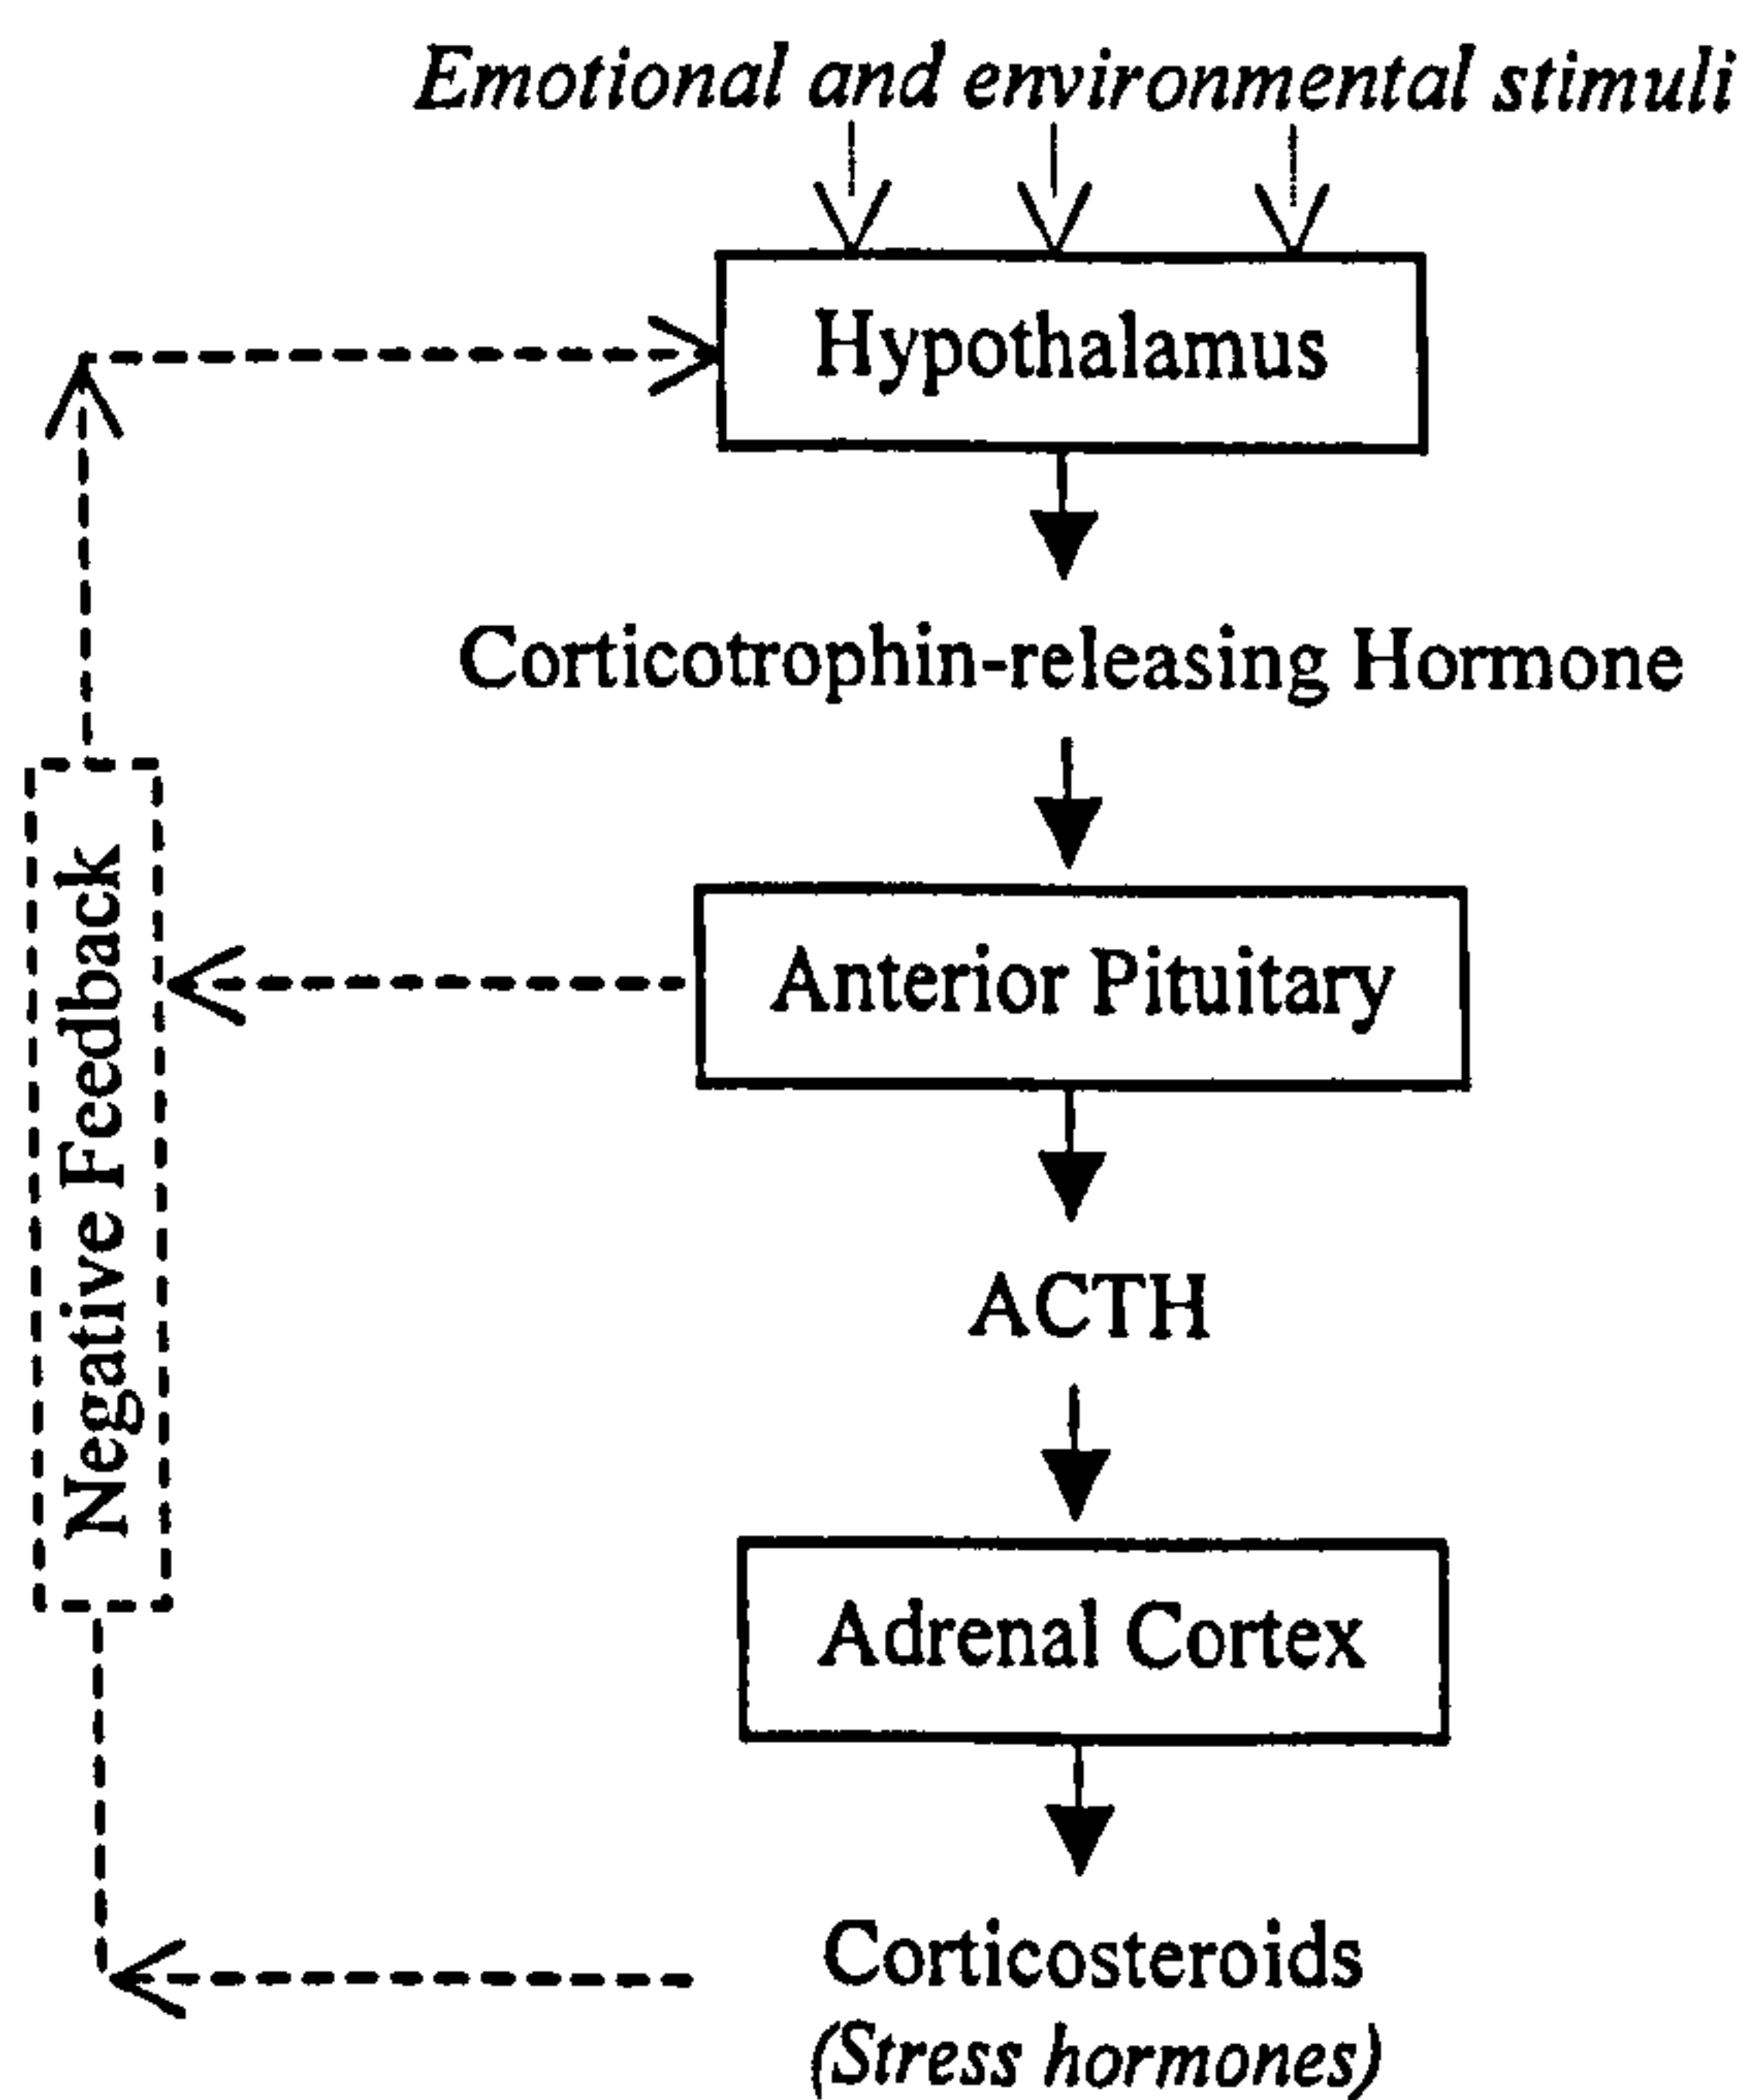 Emotional and environmental stimuli
Hypothalamus
Corticotrophin-releasing Hormone
Negative Feedback
Anterior Pituitary
ACTH
Adrenal Cortex
Corticosteroids
(Stress hormones)